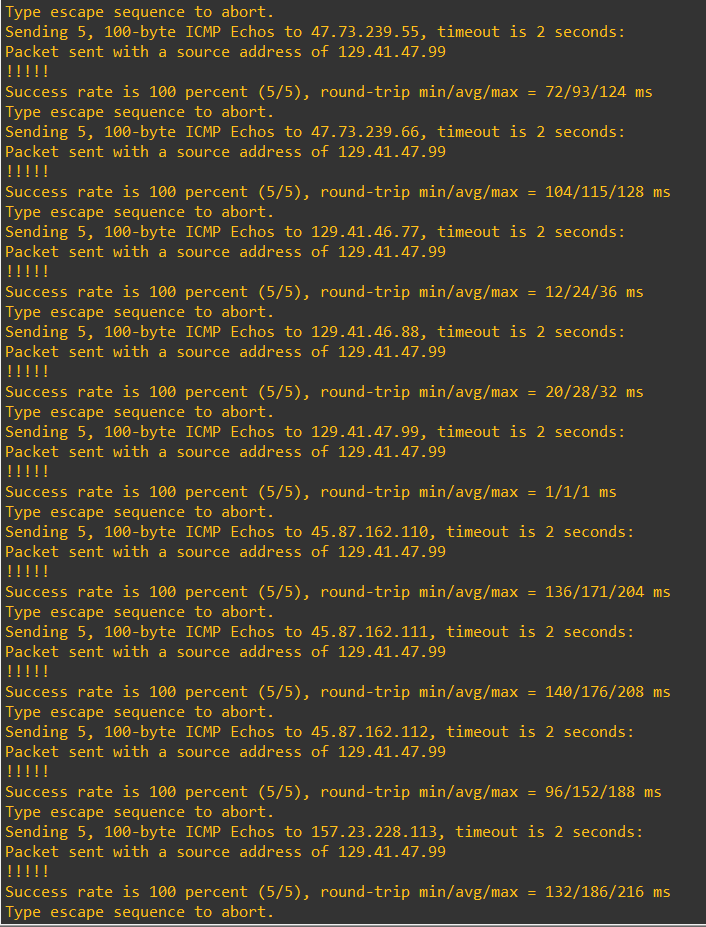 Type escape sequence to abort.
Sending 5, 100-byte ICMP Echos to 47.73.239.55, timeout is 2 seconds:
Packet sent with a source address of 129.41.47.99
!!!!!
Success rate is 100 percent (5/5), round-trip min/avg/max = 72/93/124 ms
Type escape sequence to abort.
Sending 5, 100-byte ICMP Echos to 47.73.239.66, timeout is 2 seconds:
Packet sent with a source address of 129.41.47.99
!!!!!
Success rate is 100 percent (5/5), round-trip min/avg/max = 104/115/128 ms
Type escape sequence to abort.
Sending 5, 100-byte ICMP Echos to 129.41.46.77, timeout is 2 seconds:
Packet sent with a source address of 129.41.47.99
!!!!!
Success rate is 100 percent (5/5), round-trip min/avg/max = 12/24/36 ms
Type escape sequence to abort.
Sending 5, 100-byte ICMP Echos to 129.41.46.88, timeout is 2 seconds:
Packet sent with a source address of 129.41.47.99
!!!!!
Success rate is 100 percent (5/5), round-trip min/avg/max = 20/28/32 ms
Type escape sequence to abort.
Sending 5, 100-byte ICMP Echos to 129.41.47.99, timeout is 2 seconds:
Packet sent with a source address of 129.41.47.99
!!!!!
Success rate is 100 percent (5/5), round-trip min/avg/max = 1/1/1 ms
Type escape sequence to abort.
Sending 5, 100-byte ICMP Echos to 45.87.162.110, timeout is 2 seconds:
Packet sent with a source address of 129.41.47.99
!!!!!
Success rate is 100 percent (5/5), round-trip min/avg/max = 136/171/204 ms
Type escape sequence to abort.
Sending 5, 100-byte ICMP Echos to 45.87.162.111, timeout is 2 seconds:
Packet sent with a source address of 129.41.47.99
!!!!!
Success rate is 100 percent (5/5), round-trip min/avg/max = 140/176/208 ms
Type escape sequence to abort.
Sending 5, 100-byte ICMP Echos to 45.87.162.112, timeout is 2 seconds:
Packet sent with a source address of 129.41.47.99
!!!!!
Success rate is 100 percent (5/5), round-trip min/avg/max = 96/152/188 ms
Type escape sequence to abort.
Sending 5, 100-byte ICMP Echos to 157.23.228.113, timeout is 2 seconds:
Packet sent with a source address of 129.41.47.99
!!!!!
Success rate is 100 percent (5/5), round-trip min/avg/max = 132/186/216 ms
Type escape sequence to abort.